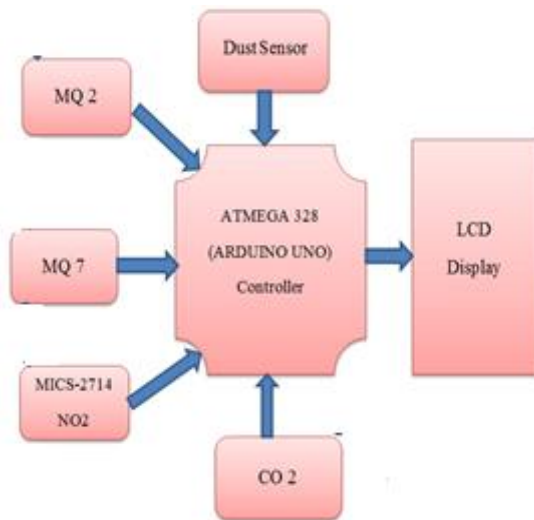 Dust Sensor
MQ 2
ATMEGA 328
(ARDUINO UNO)
Controller
LCD
Display
MQ 7
MICS-2714
NO2
CO 2